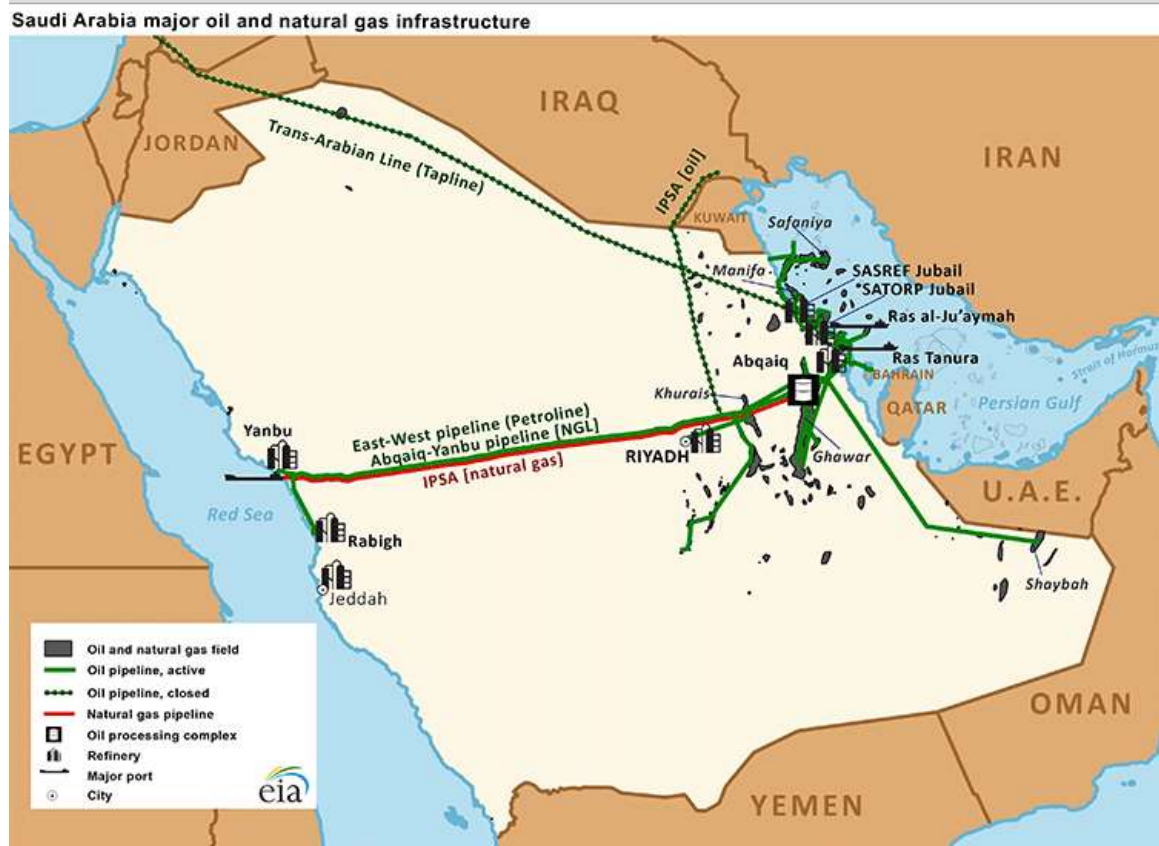 Saudi Arabia major oil and natural gas infrastructure
IRAQ
IRAN
JORDAN
Trans-Arabian Line (Tapline)
IPSA [oil]
KUWAIT
Safaniya
Manifa
SASREF Jubail
SATORP Jubail
Ras al-Ju'aymah
Ras Tanura
Abqaiq
BAHRAIN
Strait of Hormuz
Khurais
QATAR
Persian Gulf
East-West pipeline (Petroline)
Abqaiq-Yanbu pipeline [NGL]
IPSA [natural gas]
Yanbu
EGYPT
RIYADH
Ghawar
U.A.E.
Red Sea
Rabigh
Shaybah
Jeddah
Oil and natural gas field
Oil pipeline, active
Oil pipeline, closed
Natural gas pipeline
Oil processing complex
Refinery
Major port
City
eia
OMAN
YEMEN